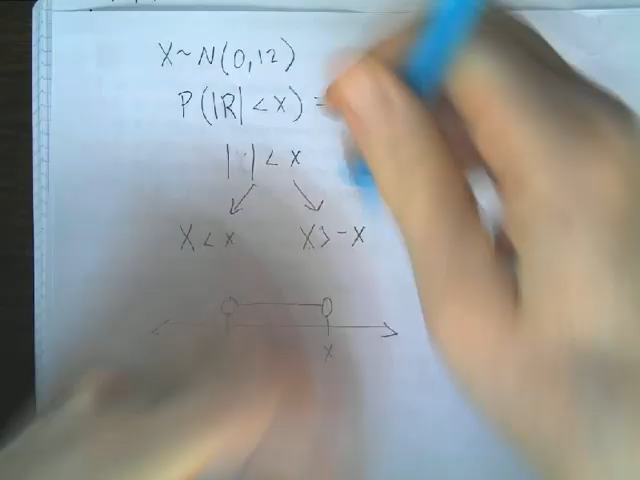 X~N(0,12)
P(|R| < x) =
| | < x
X < x X > -x
x